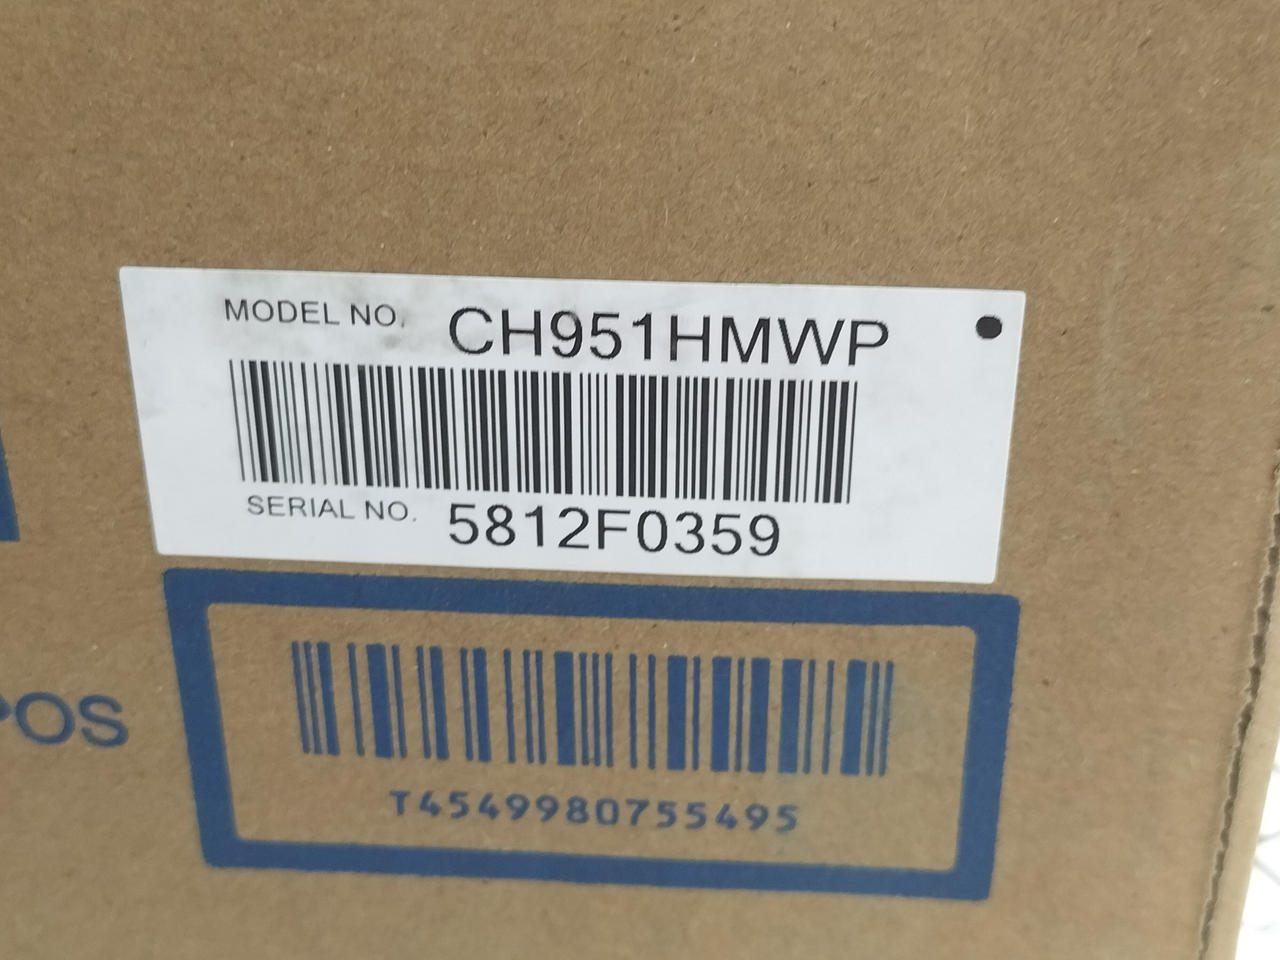 MODEL NO. CH951HMWP
SERIAL NO. 5812F0359
POS
T4549980755495